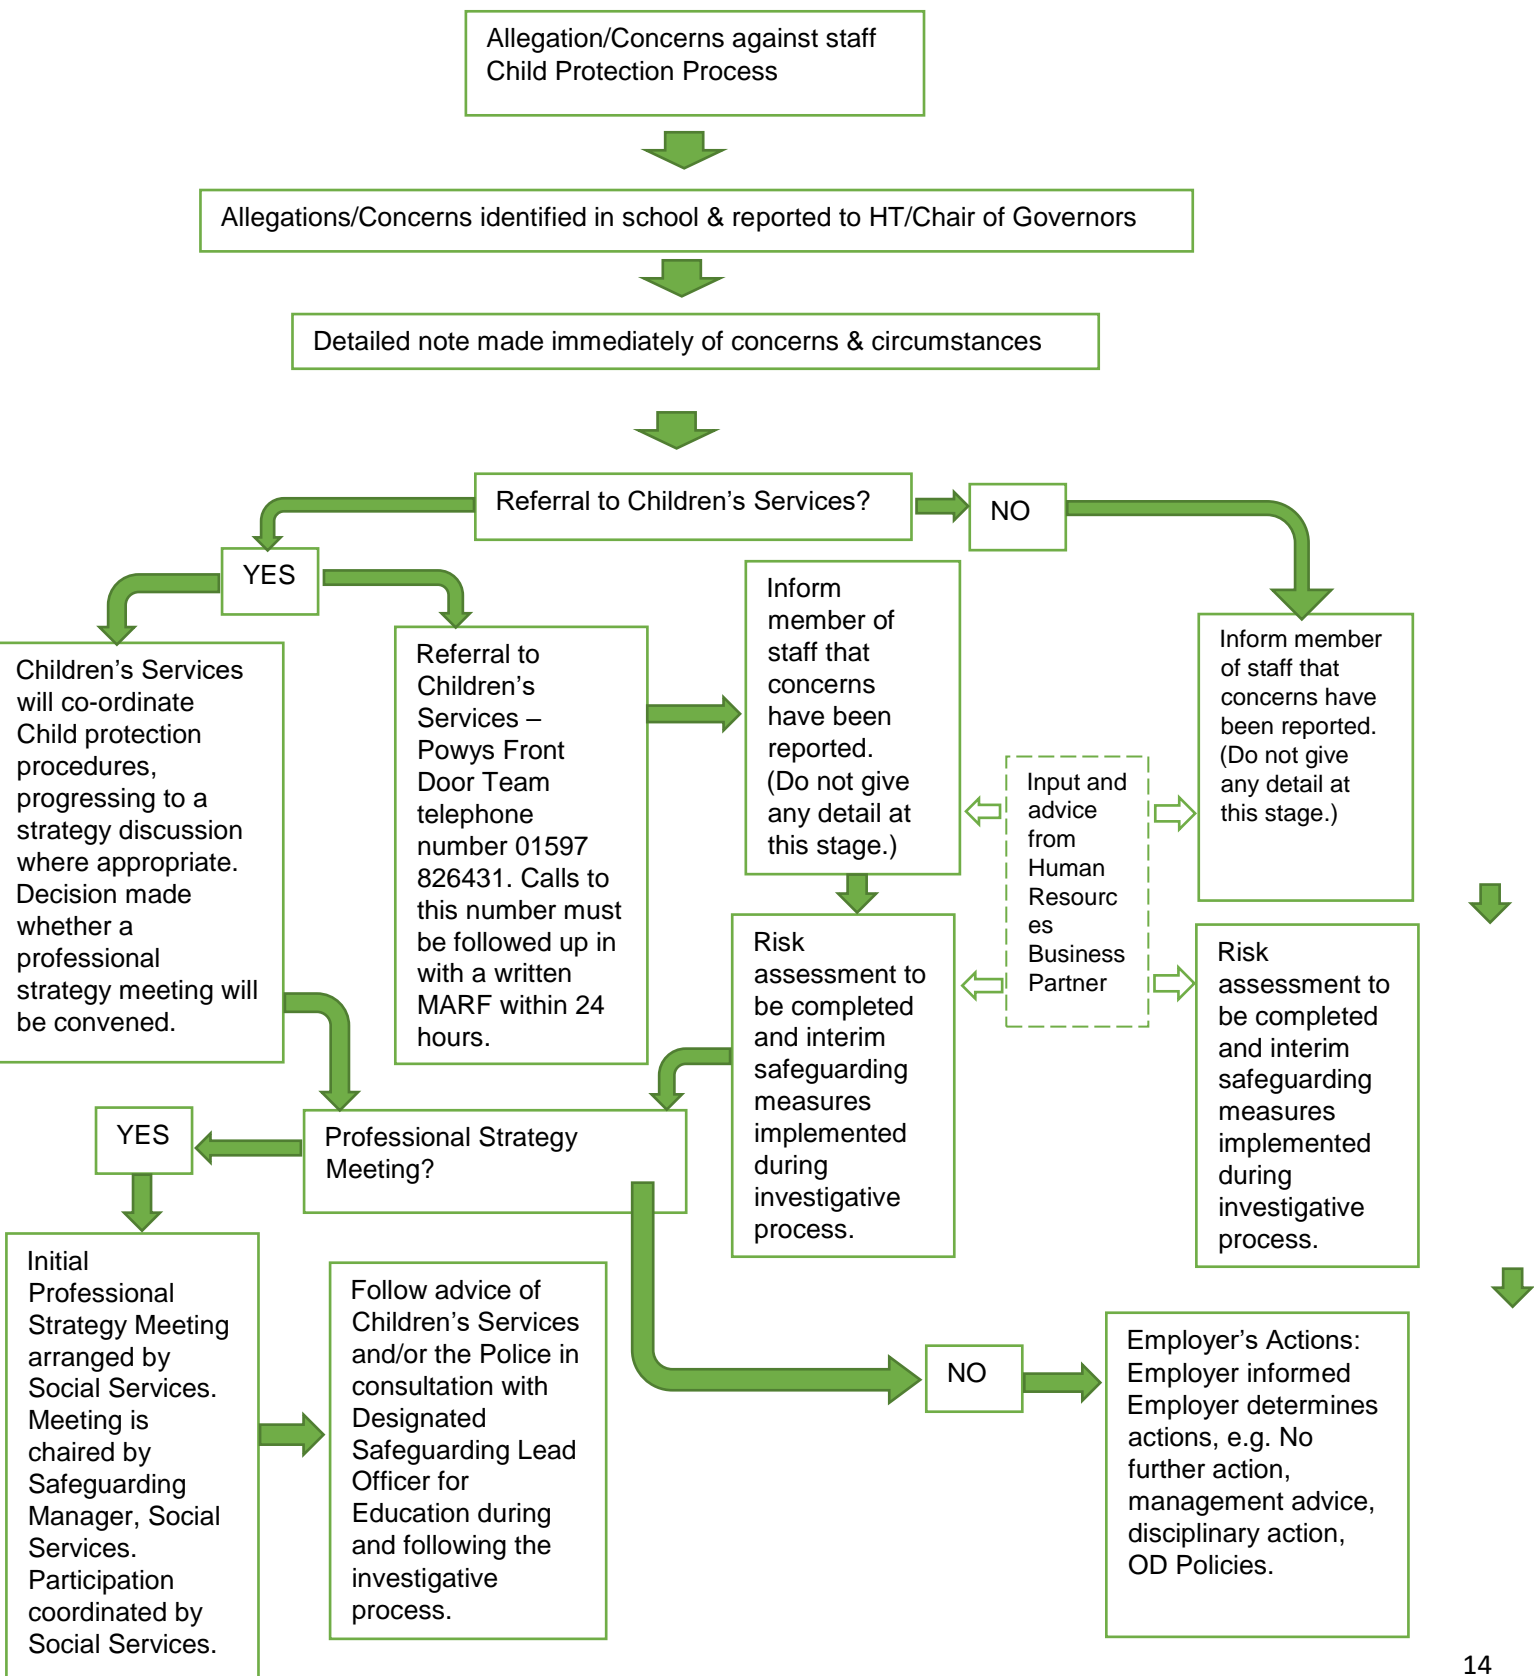 Allegation/Concerns against staff
Child Protection Process
Allegations/Concerns identified in school & reported to HT/Chair of Governors
Detailed note made immediately of concerns & circumstances
Referral to Children’s Services?
NO
YES
Children’s Services
will co-ordinate
Child protection
procedures,
progressing to a
strategy discussion
where appropriate.
Decision made
whether a
professional
strategy meeting will
be convened.
Referral to
Children’s
Services –
Powys Front
Door Team
telephone
number 01597
826431. Calls to
this number must
be followed up in
with a written
MARF within 24
hours.
Inform
member of
staff that
concerns
have been
reported.
(Do not give
any detail at
this stage.)
Input and
advice
from
Human
Resourc
es
Business
Partner
Inform member
of staff that
concerns have
been reported.
(Do not give
any detail at
this stage.)
Risk
assessment to
be completed
and interim
safeguarding
measures
implemented
during
investigative
process.
Risk
assessment to
be completed
and interim
safeguarding
measures
implemented
during
investigative
process.
YES
Professional Strategy
Meeting?
Initial
Professional
Strategy Meeting
arranged by
Social Services.
Meeting is
chaired by
Safeguarding
Manager, Social
Services.
Participation
coordinated by
Social Services.
Follow advice of
Children’s Services
and/or the Police in
consultation with
Designated
Safeguarding Lead
Officer for
Education during
and following the
investigative
process.
NO
Employer’s Actions:
Employer informed
Employer determines
actions, e.g. No
further action,
management advice,
disciplinary action,
OD Policies.
14